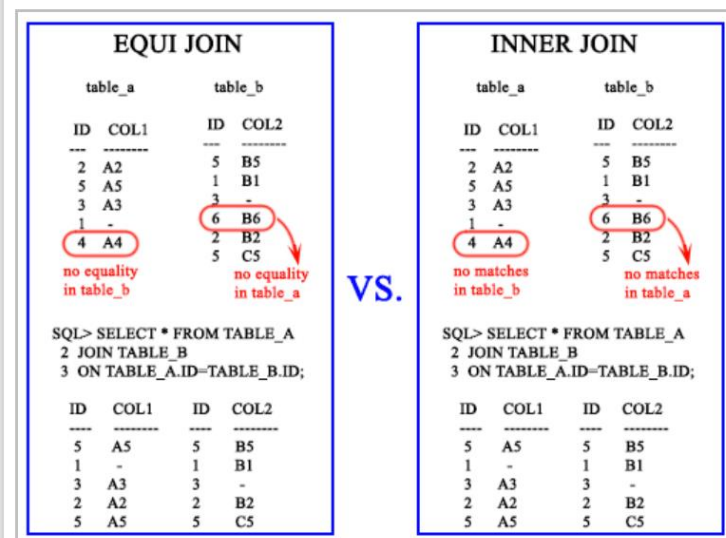 EQUI JOIN
table_a table_b
ID COL1 ID COL2
--- -------- --- --------
2 A2 5 B5
5 A5 1 B1
3 A3 3 -
1 - 6 B6
4 A4 2 B2
5 C5
no equality
in table_b
no equality
in table_a
SQL> SELECT * FROM TABLE_A
2 JOIN TABLE_B
3 ON TABLE_A.ID=TABLE_B.ID;
ID COL1 ID COL2
---- -------- ---- --------
5 A5 5 B5
1 - 1 B1
3 A3 3 -
2 A2 2 B2
5 A5 5 C5
VS.
INNER JOIN
table_a table_b
ID COL1 ID COL2
--- -------- --- --------
2 A2 5 B5
5 A5 1 B1
3 A3 3 -
1 - 6 B6
4 A4 2 B2
5 C5
no matches
in table_b
no matches
in table_a
SQL> SELECT * FROM TABLE_A
2 JOIN TABLE_B
3 ON TABLE_A.ID=TABLE_B.ID;
ID COL1 ID COL2
---- -------- ---- --------
5 A5 5 B5
1 - 1 B1
3 A3 3 -
2 A2 2 B2
5 A5 5 C5